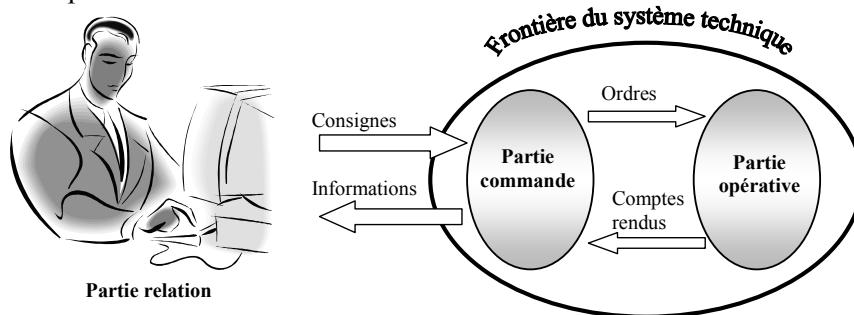 Frontière du système technique
Consignes
Ordres
Partie
commande
Partie
opérative
Informations
Comptes
rendus
Partie relation